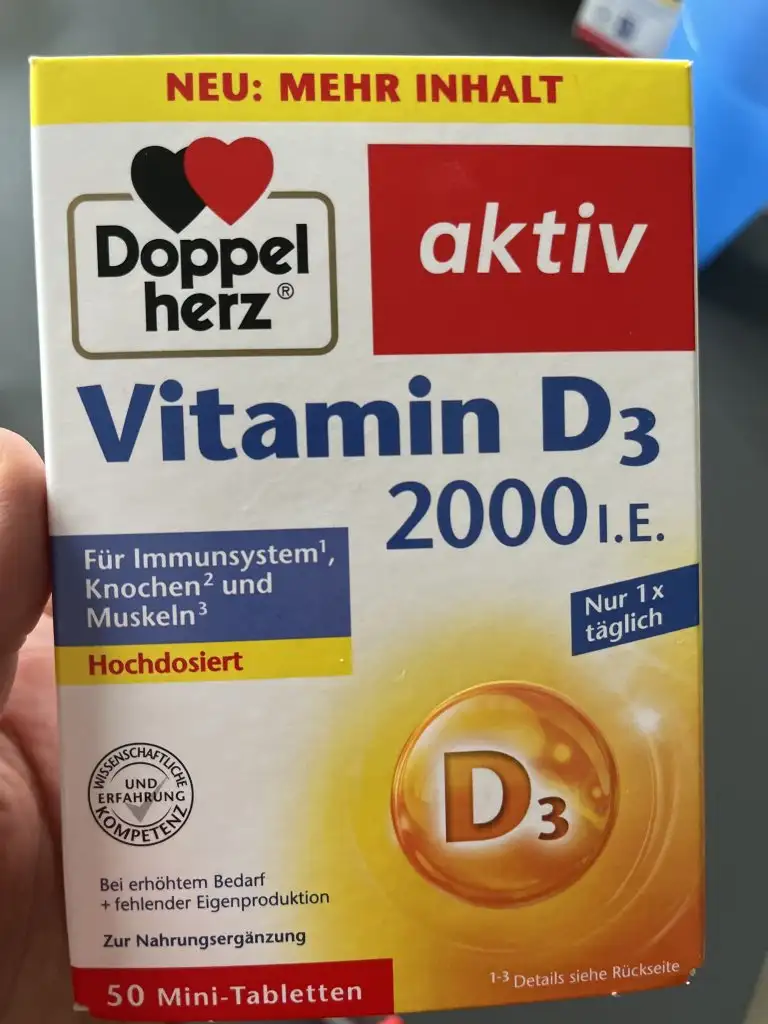 NEU: MEHR INHALT
Doppel
herz®
aktiv
Vitamin D3
2000 I.E.
Für Immunsystem¹,
Knochen² und
Muskeln³
Hochdosiert
Nur 1x
täglich
WISSENSCHAFTLICHE
UND
ERFAHRUNG
KOMPETENZ
D3
Bei erhöhtem Bedarf
+ fehlender Eigenproduktion
Zur Nahrungsergänzung
50 Mini-Tabletten
¹⁻³ Details siehe Rückseite